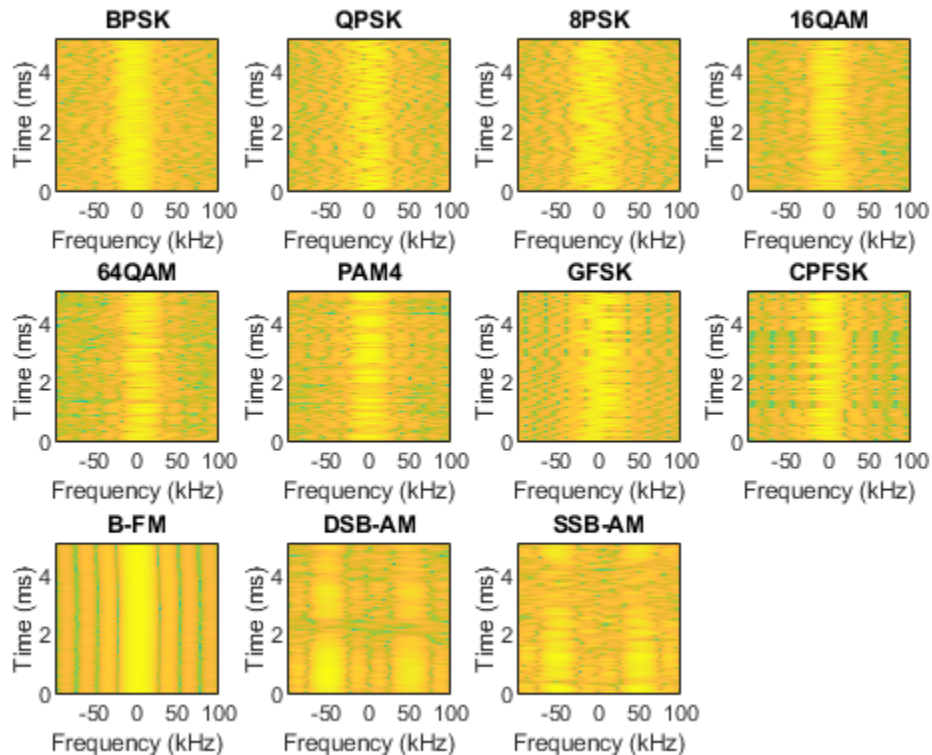 BPSK QPSK 8PSK 16QAM
Time (ms) Time (ms) Time (ms) Time (ms)
4 4 4 4
2 2 2 2
0 0 0 0
-50 0 50 100 -50 0 50 100 -50 0 50 100 -50 0 50 100
Frequency (kHz) Frequency (kHz) Frequency (kHz) Frequency (kHz)
64QAM PAM4 GFSK CPFSK
Time (ms) Time (ms) Time (ms) Time (ms)
4 4 4 4
2 2 2 2
0 0 0 0
-50 0 50 100 -50 0 50 100 -50 0 50 100 -50 0 50 100
Frequency (kHz) Frequency (kHz) Frequency (kHz) Frequency (kHz)
B-FM DSB-AM SSB-AM
Time (ms) Time (ms) Time (ms)
4 4 4
2 2 2
0 0 0
-50 0 50 100 -50 0 50 100 -50 0 50 100
Frequency (kHz) Frequency (kHz) Frequency (kHz)